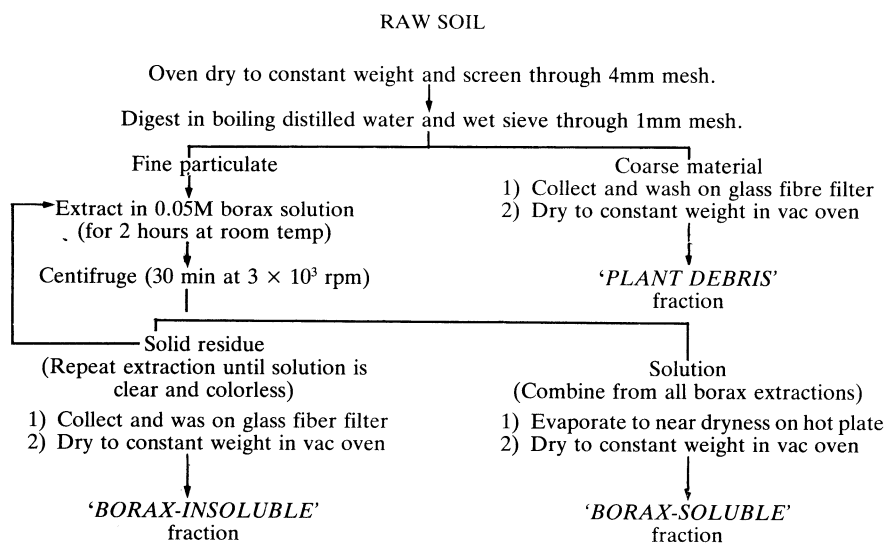 RAW SOIL
Oven dry to constant weight and screen through 4mm mesh.
Digest in boiling distilled water and wet sieve through 1mm mesh.
Fine particulate
Extract in 0.05M borax solution
(for 2 hours at room temp)
Centifruge (30 min at 3 × 10³ rpm)
Coarse material
1) Collect and wash on glass fibre filter
2) Dry to constant weight in vac oven
‘PLANT DEBRIS’
fraction
Solid residue
(Repeat extraction until solution is
clear and colorless)
1) Collect and was on glass fiber filter
2) Dry to constant weight in vac oven
‘BORAX-INSOLUBLE’
fraction
Solution
(Combine from all borax extractions)
1) Evaporate to near dryness on hot plate
2) Dry to constant weight in vac oven
‘BORAX-SOLUBLE’
fraction